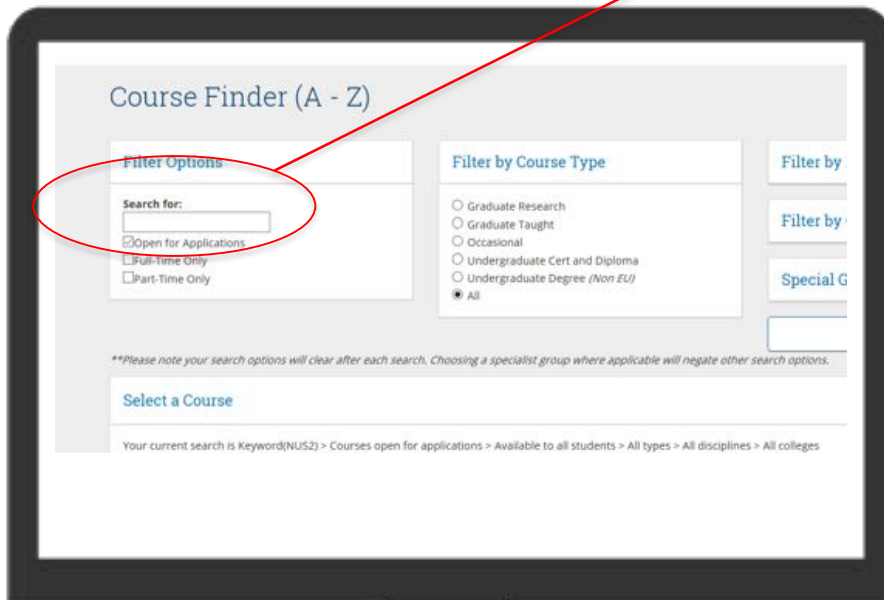 Course Finder (A - Z)
Filter Options
Search for:
Open for Applications
Full-Time Only
Part-Time Only
Filter by Course Type
Graduate Research
Graduate Taught
Occasional
Undergraduate Cert and Diploma
Undergraduate Degree (Non EU)
All
Filter by
Filter by
Special G
**Please note your search options will clear after each search. Choosing a specialist group where applicable will negate other search options.
Select a Course
Your current search is Keyword(NUS2) > Courses open for applications > Available to all students > All types > All disciplines > All colleges